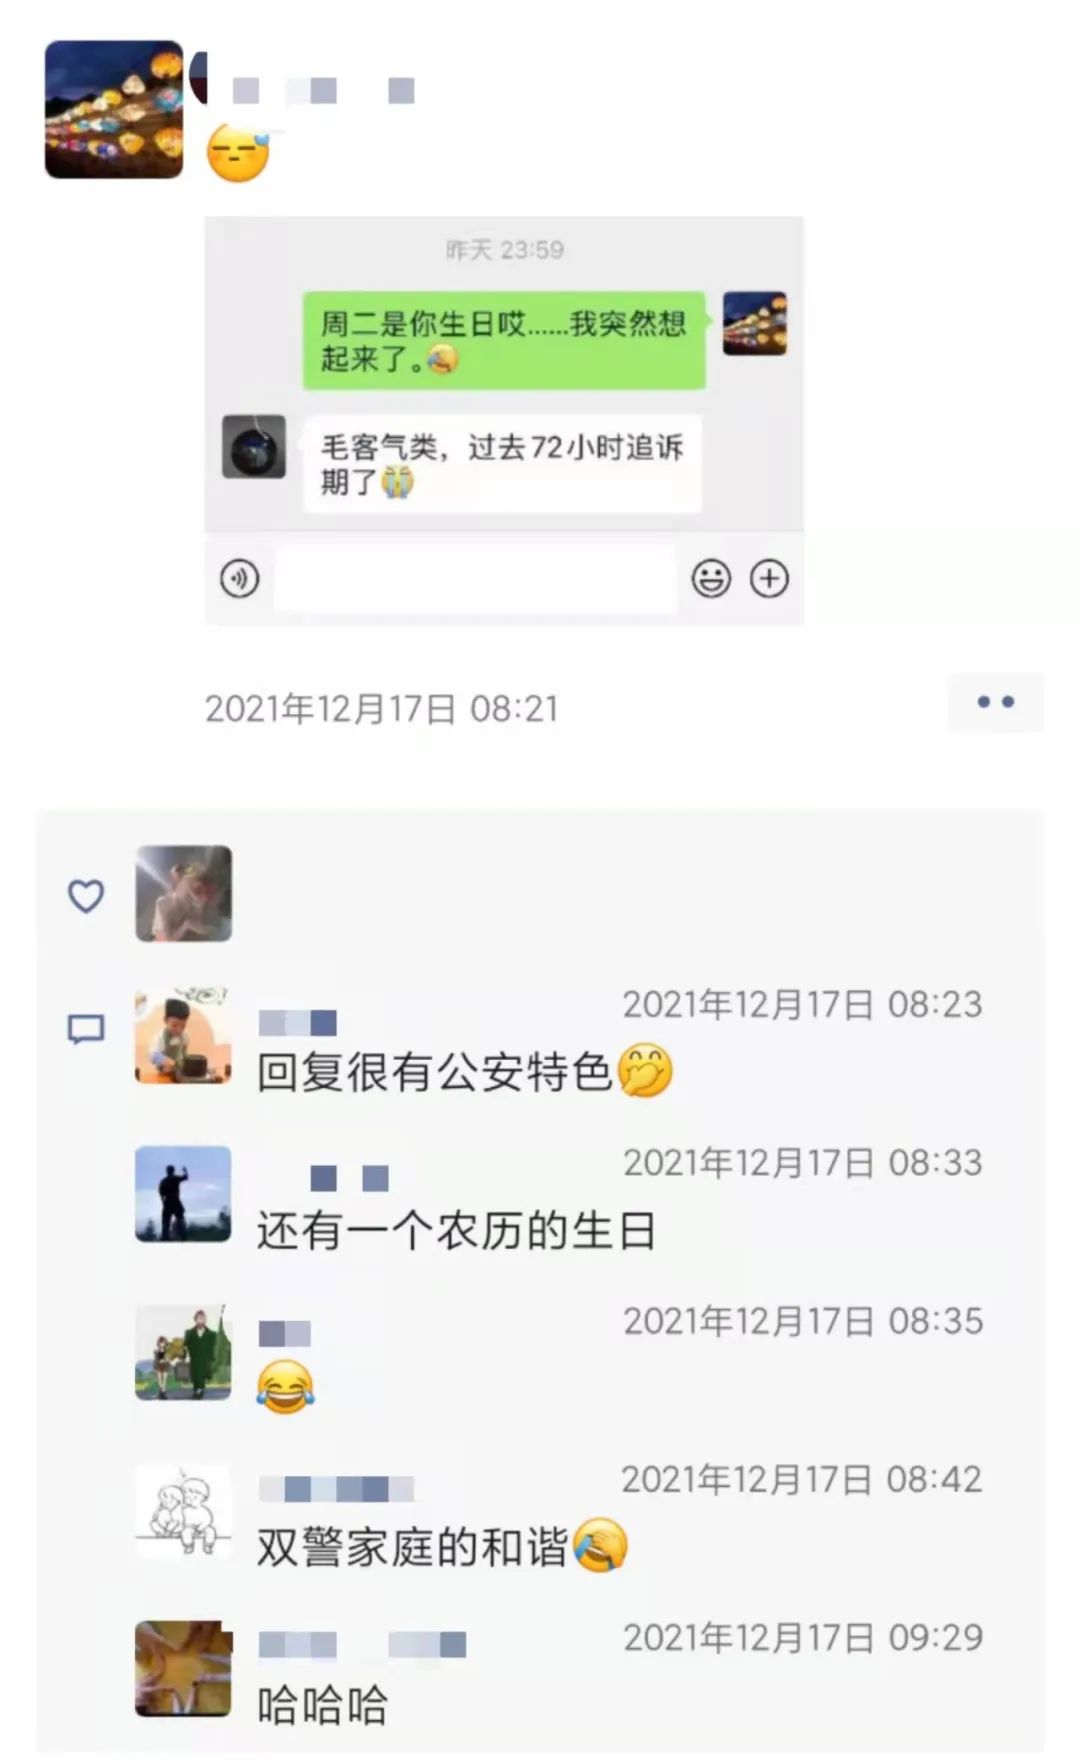 昨天 23:59
周二是你生日哎……我突然想
起来了。
毛客气类，过去72小时追诉
期了
2021年12月17日 08:21
2021年12月17日 08:23
回复很有公安特色
2021年12月17日 08:33
还有一个农历的生日
2021年12月17日 08:35
2021年12月17日 08:42
双警家庭的和谐
2021年12月17日 09:29
哈哈哈